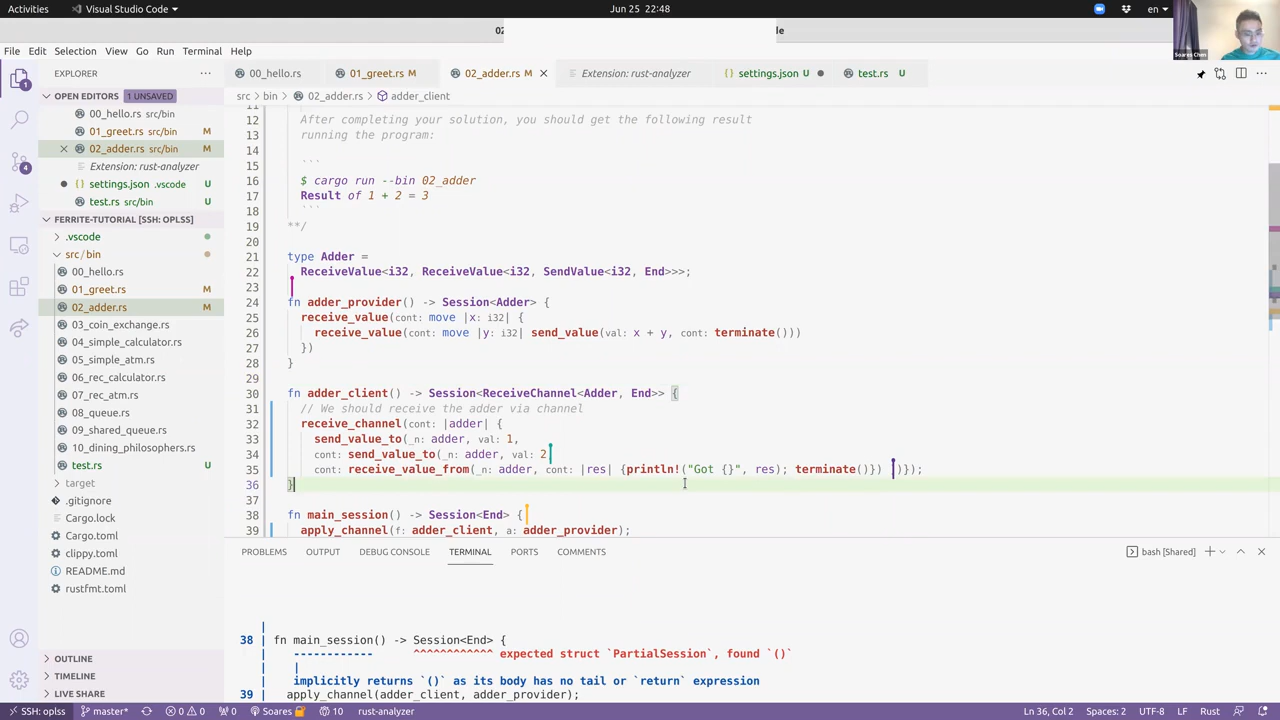 Activities Visual Studio Code Jun 25 22:48 en
02 de
Soares Chen
File Edit Selection View Go Run Terminal Help
EXPLORER ... 00_hello.rs 01_greet.rs M 02_adder.rs M Extension: rust-analyzer settings.json test.rs U
OPEN EDITORS 1 UNSAVED src > bin > 02_adder.rs > adder_client
00_hello.rs src/bin
01_greet.rs src/bin M
02_adder.rs src/bin M
Extension: rust-analyzer
settings.json .vscode U
test.rs src/bin U
FERRITE-TUTORIAL [SSH: OPLSS]
.vscode
src/bin
00_hello.rs
01_greet.rs M
02_adder.rs M
03_coin_exchange.rs
04_simple_calculator.rs
05_simple_atm.rs
06_rec_calculator.rs
07_rec_atm.rs
08_queue.rs
09_shared_queue.rs
10_dining_philosophers.rs
test.rs U
target
.gitignore
Cargo.lock
Cargo.toml
clippy.toml
README.md
rustfmt.toml
OUTLINE
TIMELINE
LIVE SHARE
11
12 After completing your solution, you should get the following result
13 running the program:
14
15 ```
16 $ cargo run --bin 02_adder
17 Result of 1 + 2 = 3
18 ```
19 **/
20
21 type Adder =
22 ReceiveValue<i32, ReceiveValue<i32, SendValue<i32, End>>>;
23
24 fn adder_provider() -> Session<Adder> {
25 receive_value(cont: move |x: i32| {
26 receive_value(cont: move |y: i32| send_value(val: x + y, cont: terminate()))
27 })
28 }
29
30 fn adder_client() -> Session<ReceiveChannel<Adder, End>> {
31 // We should receive the adder via channel
32 receive_channel(cont: |adder| {
33 send_value_to(_n: adder, val: 1,
34 cont: send_value_to(_n: adder, val: 2
35 cont: receive_value_from(_n: adder, cont: |res| {println!("Got {}", res); terminate()}) )});
36 }
37
38 fn main_session() -> Session<End> {
39 apply_channel(f: adder_client, a: adder_provider);
PROBLEMS OUTPUT DEBUG CONSOLE TERMINAL PORTS COMMENTS bash [Shared]
|
38 | fn main_session() -> Session<End> {
| ------------ ^^^^^^^^^^^^ expected struct `PartialSession`, found `()`
| |
| implicitly returns `()` as its body has no tail or `return` expression
39 | apply_channel(adder_client, adder_provider);
SSH: oplss master* 0 0 0 Soares 10 rust-analyzer Ln 36, Col 2 Spaces: 2 UTF-8 LF Rust